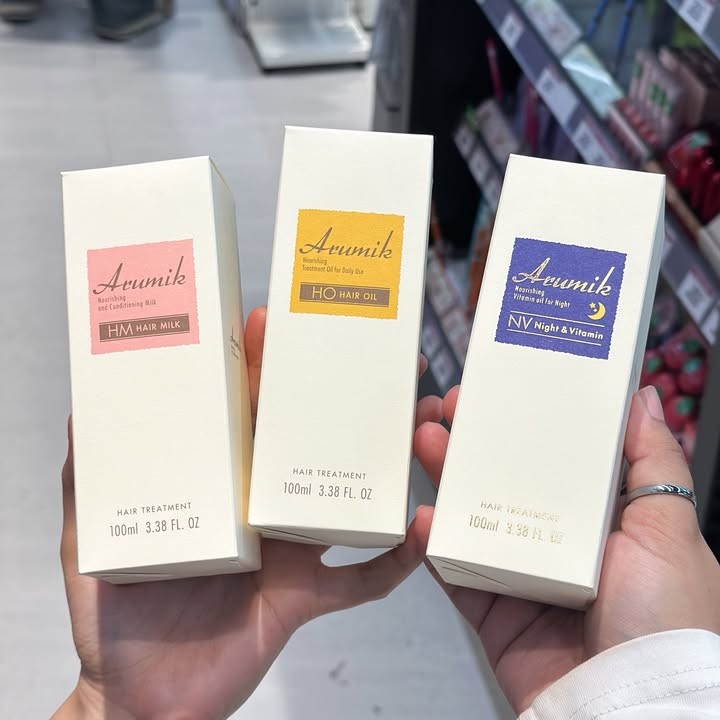 Arumik
Nourishing
and Conditioning Milk
HM HAIR MILK
HAIR TREATMENT
100ml 3.38 FL. OZ
Arumik
Nourishing
Treatment Oil for Daily Use
HO HAIR OIL
HAIR TREATMENT
100ml 3.38 FL. OZ
Arumik
Nourishing
Vitamin oil for Night
NV Night & Vitamin
HAIR TREATMENT
100ml 3.38 FL. OZ